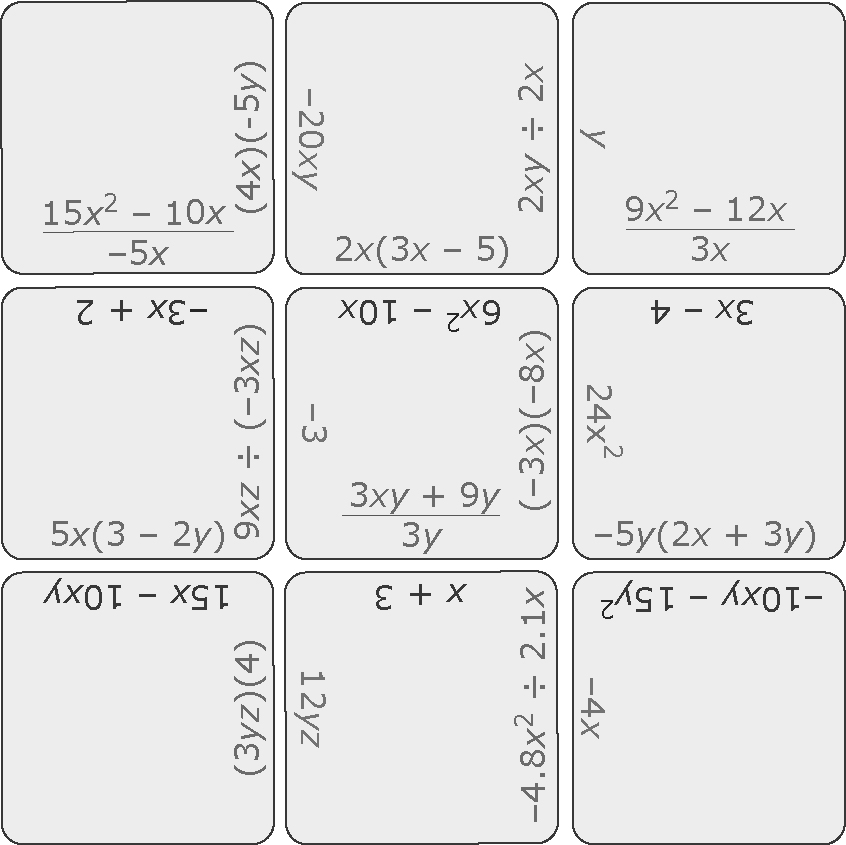 (4x)(-5y)
15x² – 10x
–5x
–20xy
2xy ÷ 2x
2x(3x – 5)
y
9x² – 12x
3x
–3x + 2
9xz ÷ (–3xz)
5x(3 – 2y)
6x² – 10x
–3
(–3x)(–8x)
3xy + 9y
3y
3x – 4
24x²
–5y(2x + 3y)
15x – 10xy
(3yz)(4)
x + 3
12yz
–4.8x² ÷ 2.1x
–10xy – 15y²
–4x